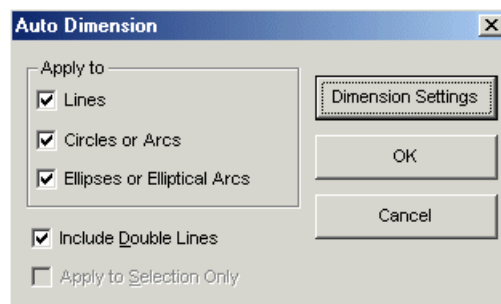 Auto Dimension
Apply to
Lines
Circles or Arcs
Ellipses or Elliptical Arcs
Include Double Lines
Apply to Selection Only
Dimension Settings
OK
Cancel